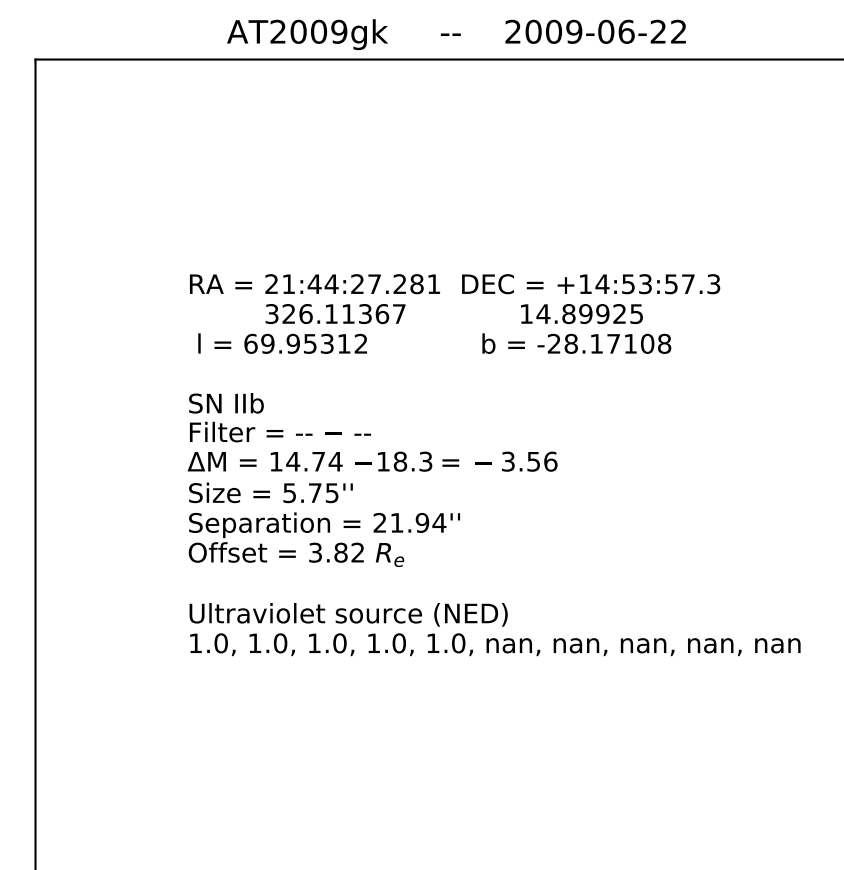 AT2009gk -- 2009-06-22
RA = 21:44:27.281 DEC = +14:53:57.3
326.11367 14.89925
l = 69.95312 b = -28.17108
SN IIb
Filter = -- − --
ΔM = 14.74 −18.3 = − 3.56
Size = 5.75''
Separation = 21.94''
Offset = 3.82 Rₑ
Ultraviolet source (NED)
1.0, 1.0, 1.0, 1.0, 1.0, nan, nan, nan, nan, nan